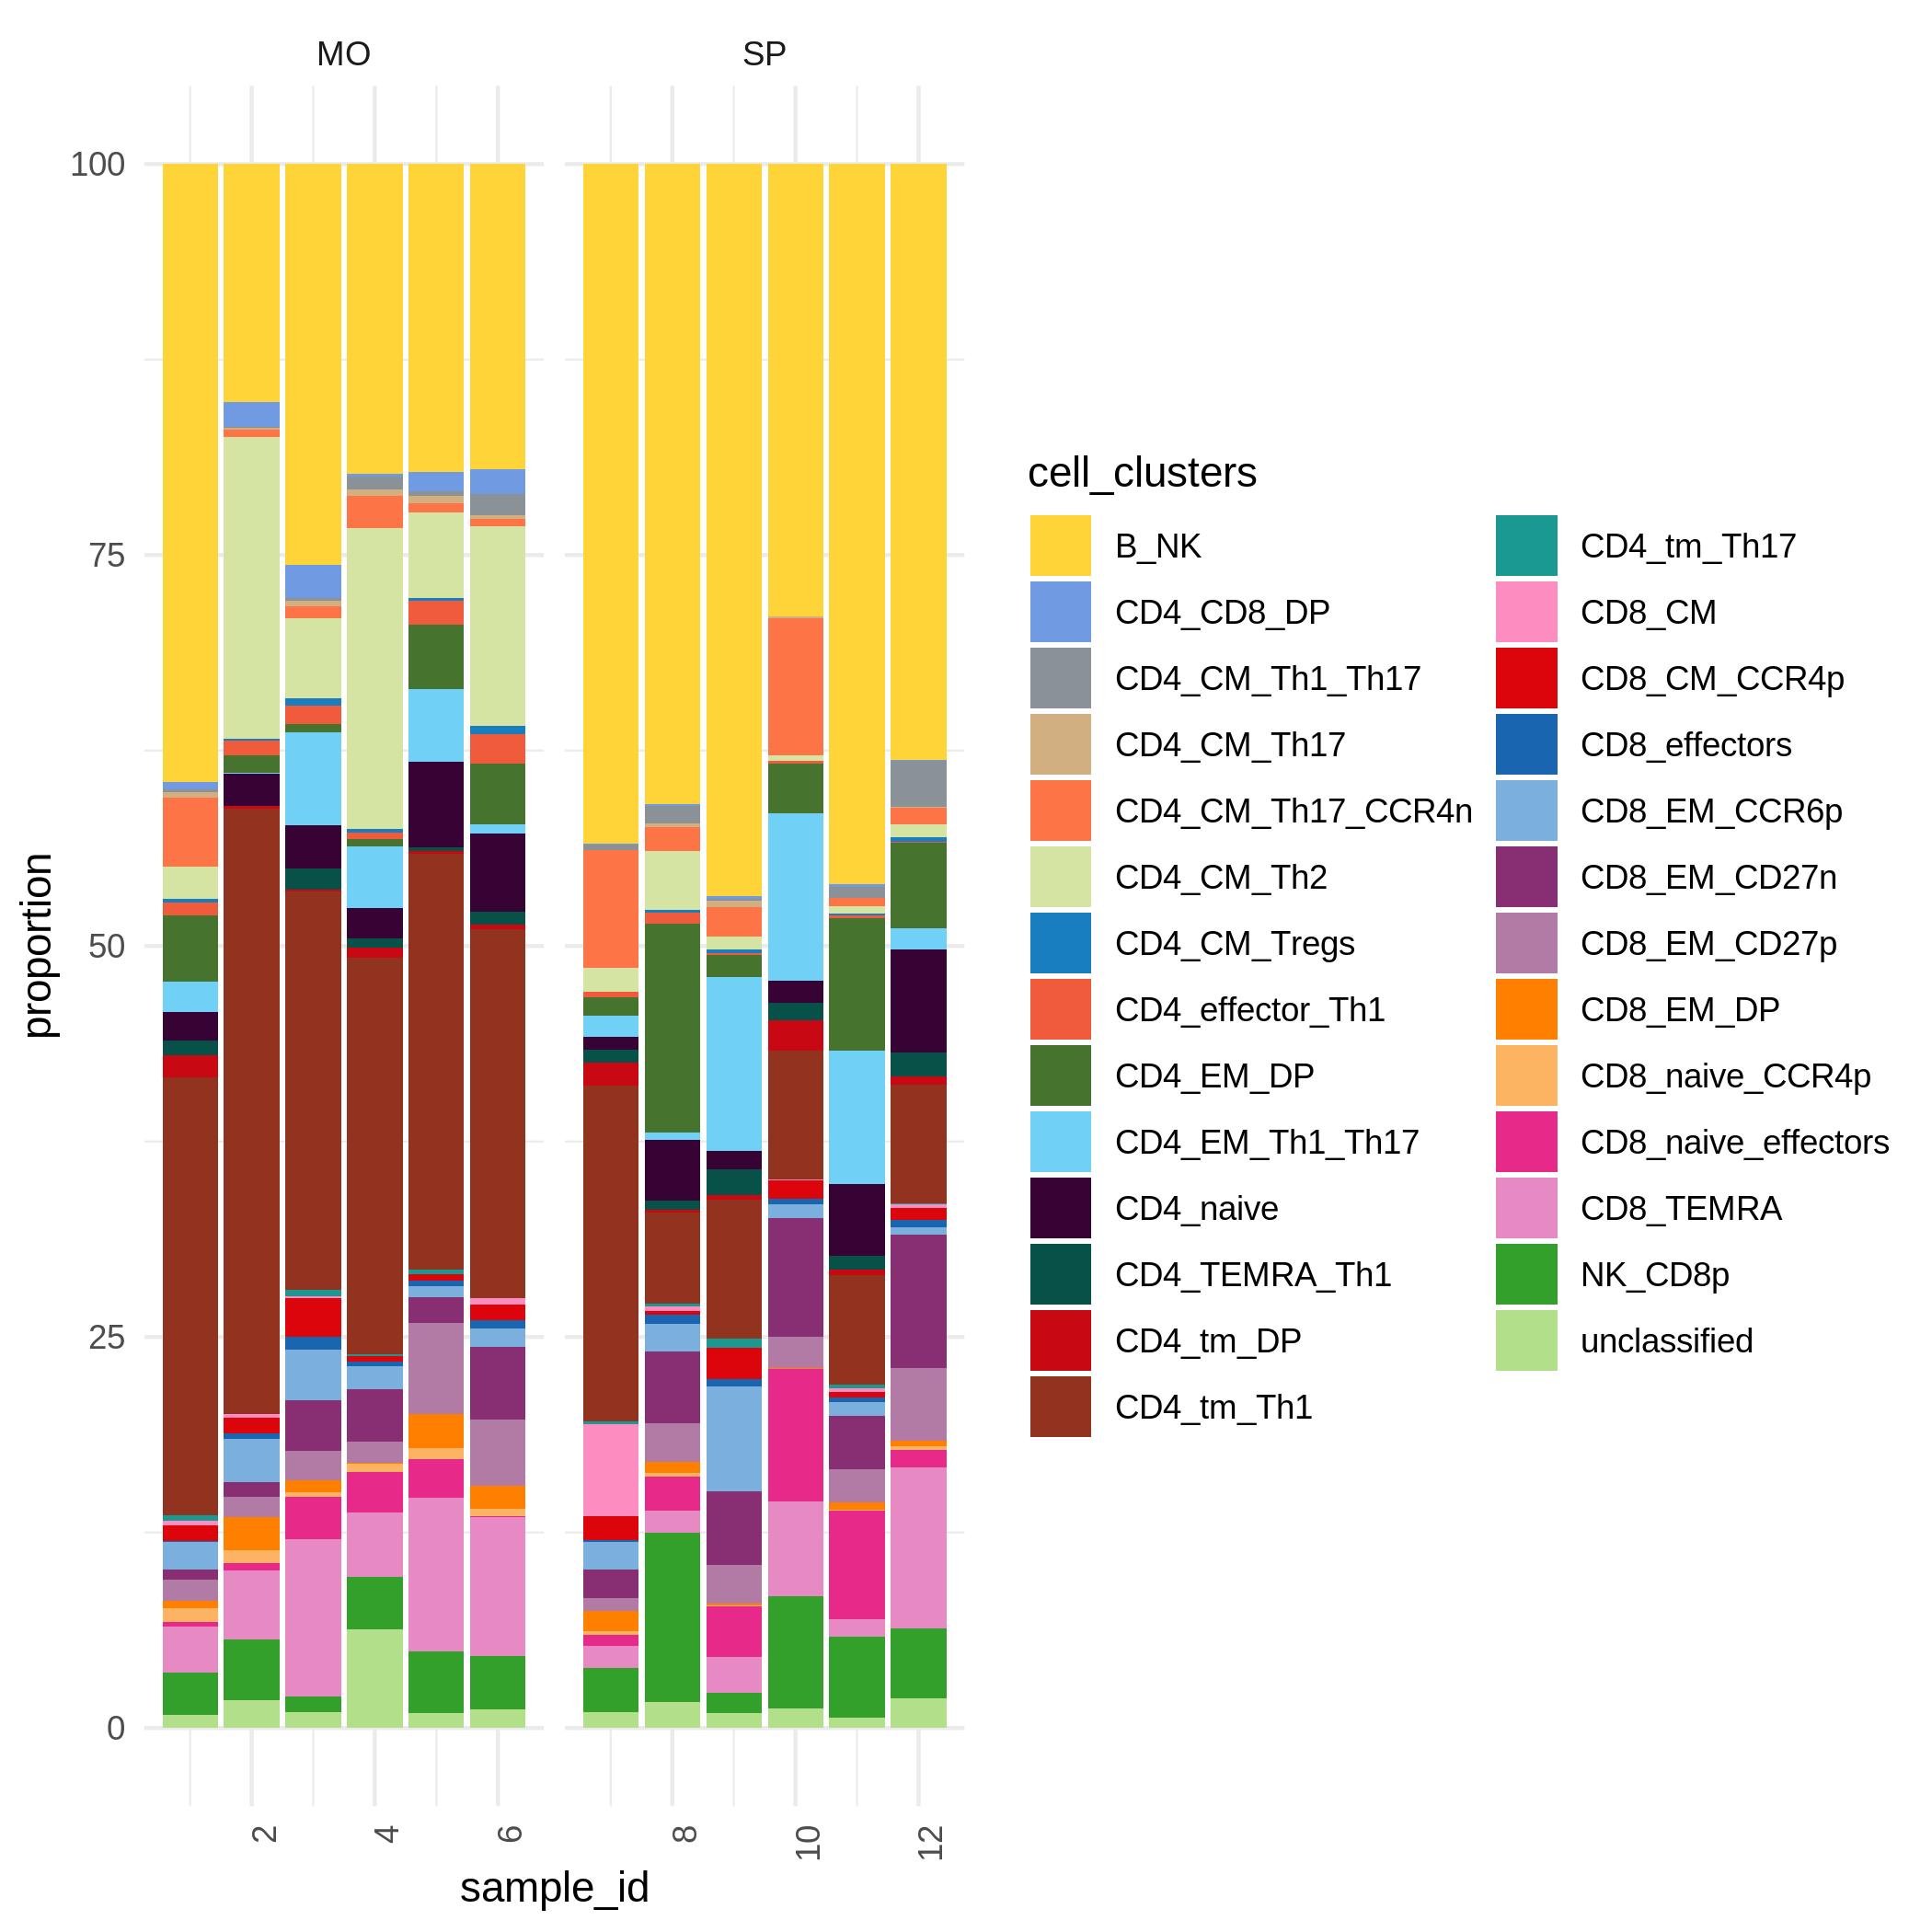 MO
SP
100
75
50
25
0
proportion
2
4
6
8
10
12
sample_id
cell_clusters
B_NK
CD4_CD8_DP
CD4_CM_Th1_Th17
CD4_CM_Th17
CD4_CM_Th17_CCR4n
CD4_CM_Th2
CD4_CM_Tregs
CD4_effector_Th1
CD4_EM_DP
CD4_EM_Th1_Th17
CD4_naive
CD4_TEMRA_Th1
CD4_tm_DP
CD4_tm_Th1
CD4_tm_Th17
CD8_CM
CD8_CM_CCR4p
CD8_effectors
CD8_EM_CCR6p
CD8_EM_CD27n
CD8_EM_CD27p
CD8_EM_DP
CD8_naive_CCR4p
CD8_naive_effectors
CD8_TEMRA
NK_CD8p
unclassified